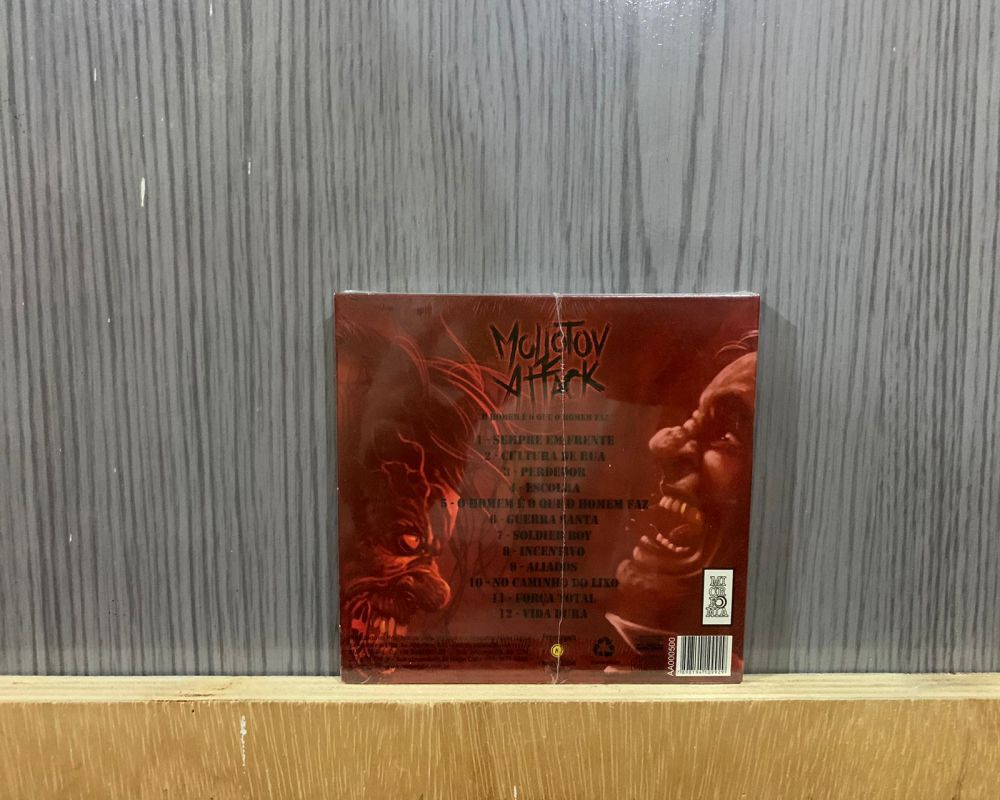 Mollotov
Attack
O HOMEM É O QUE O HOMEM FAZ
1 - SEMPRE EM FRENTE
2 - CULTURA DE RUA
3 - PERDEDOR
4 - ESCOLHA
5 - O HOMEM É O QUE O HOMEM FAZ
6 - GUERRA SANTA
7 - SOLDIER BOY
8 - INCENTIVO
9 - ALIADOS
10 - NO CAMINHO DO LIXO
11 - FORÇA TOTAL
12 - VIDA DURA
AA000500